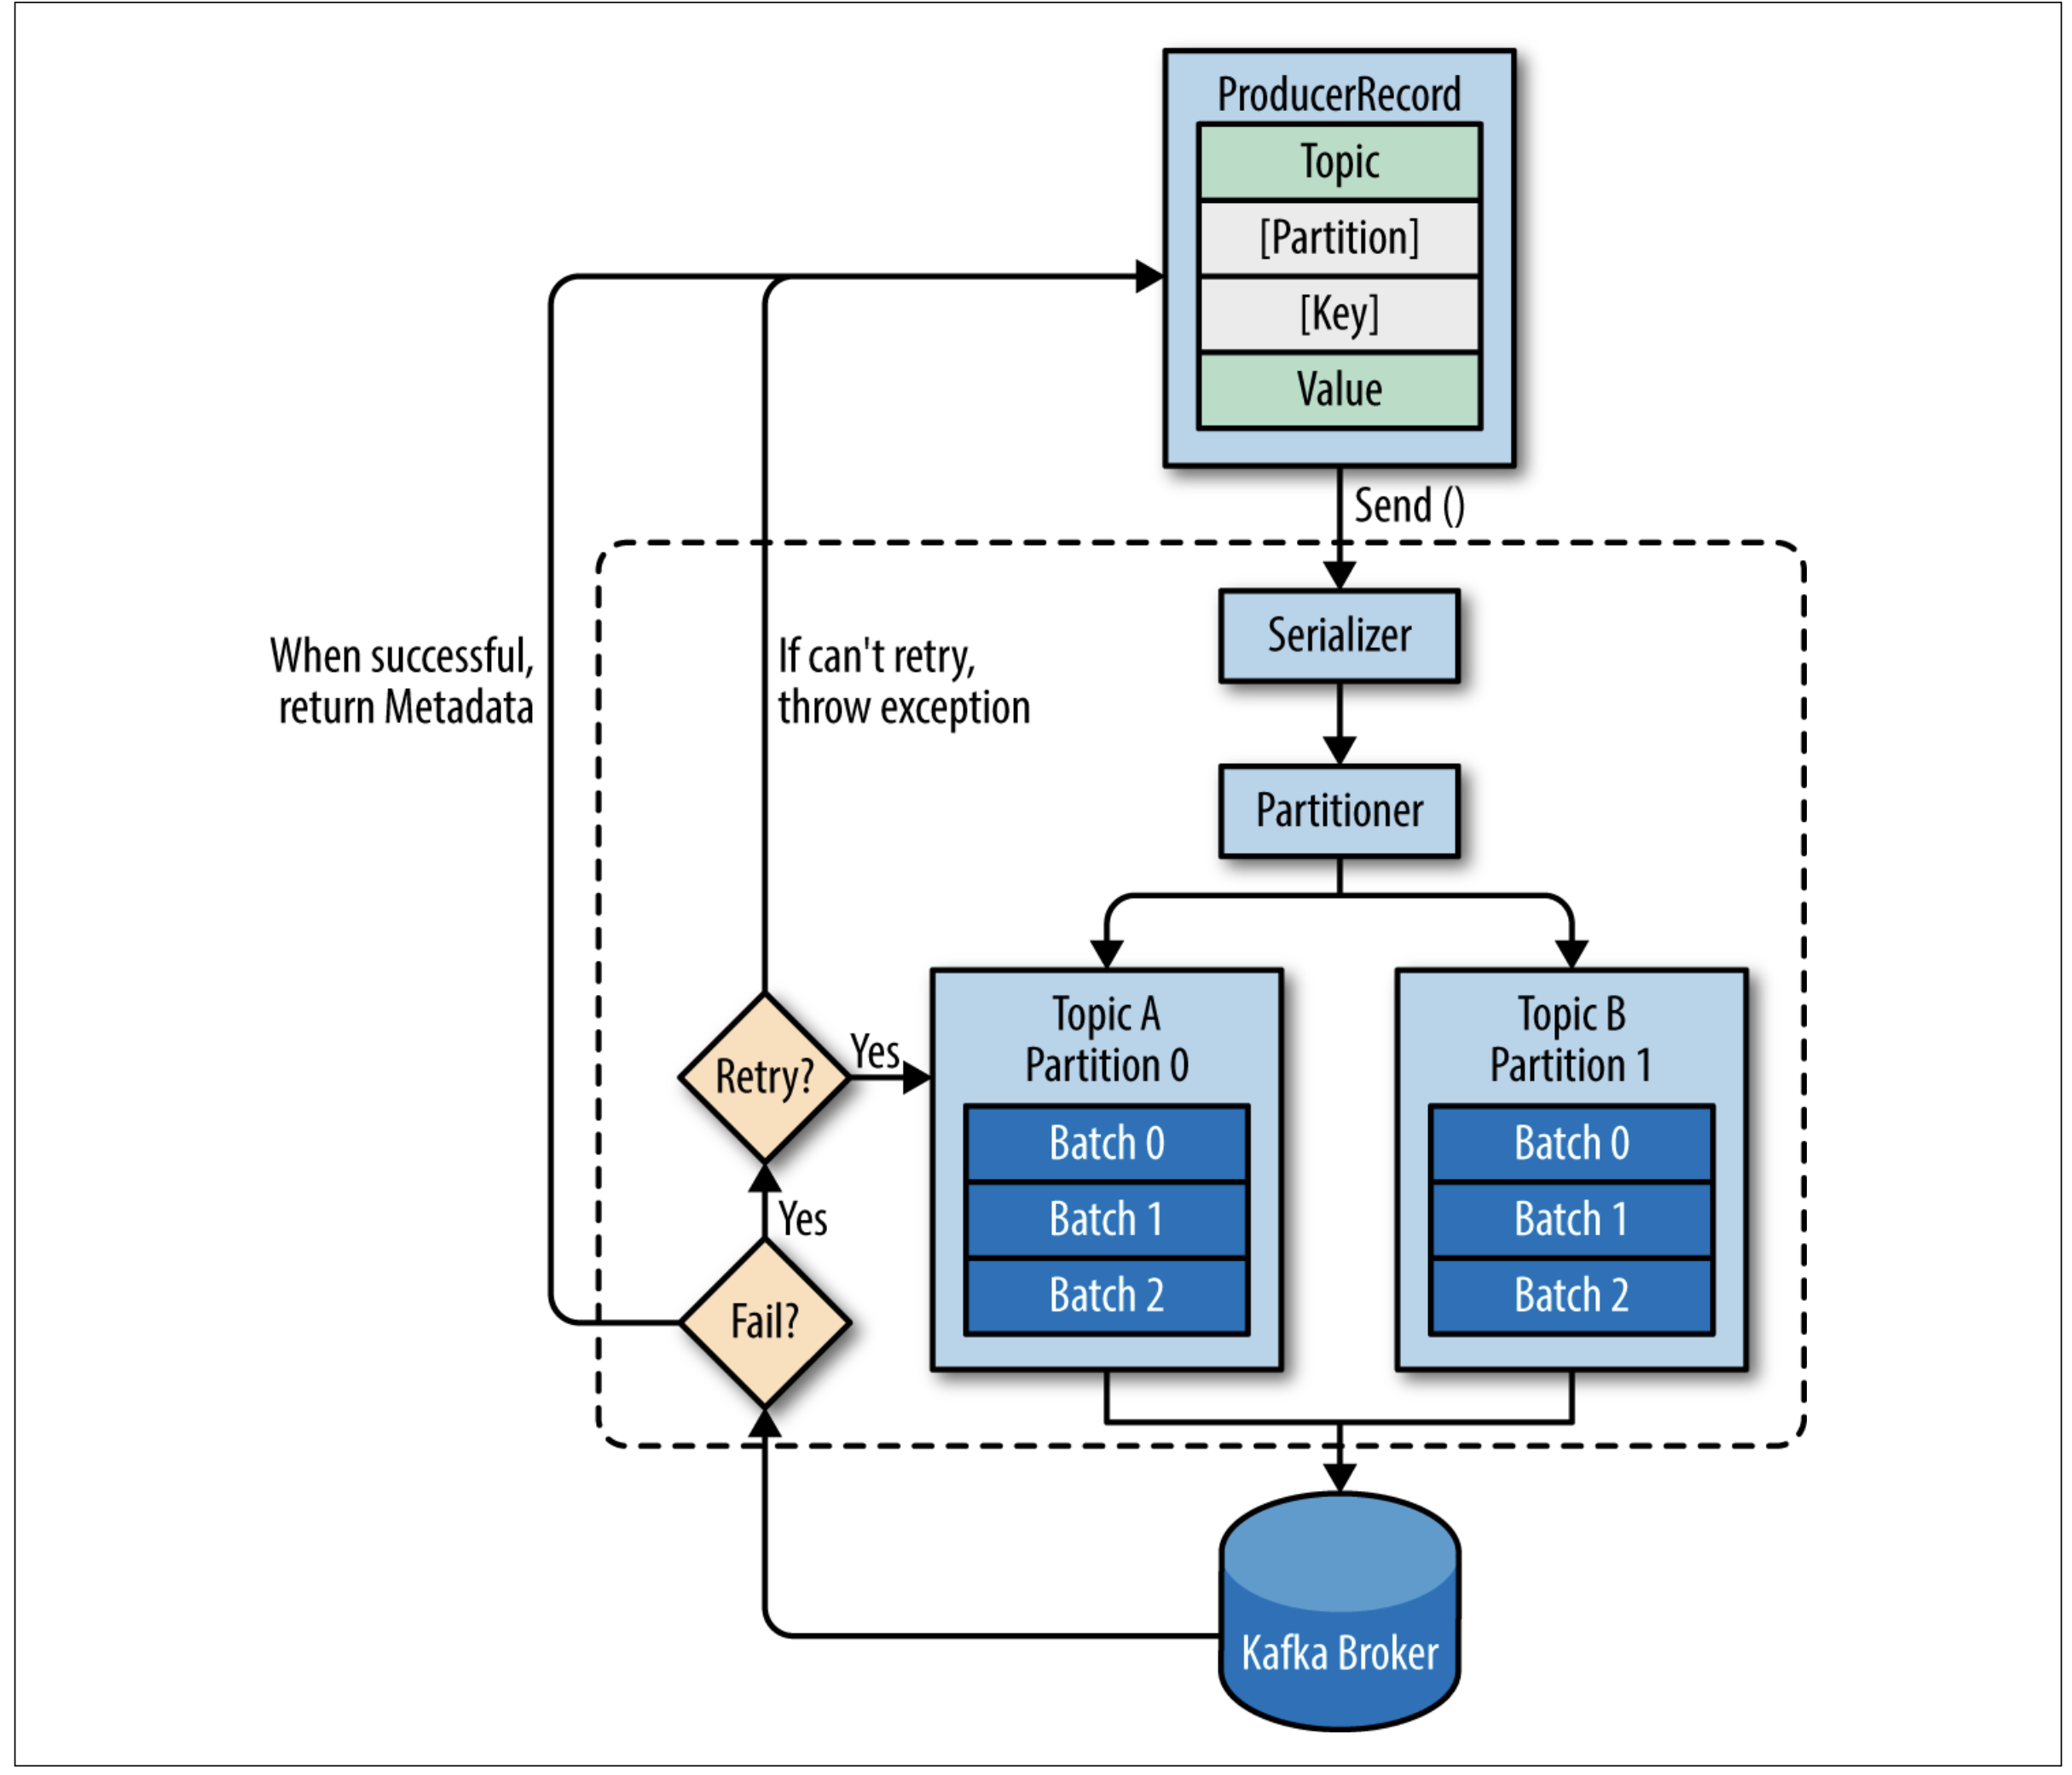 ProducerRecord
Topic
[Partition]
[Key]
Value
Send ()
Serializer
When successful,
return Metadata
If can't retry,
throw exception
Partitioner
Topic A
Partition 0
Batch 0
Batch 1
Batch 2
Topic B
Partition 1
Batch 0
Batch 1
Batch 2
Retry?
Yes
Yes
Fail?
Kafka Broker